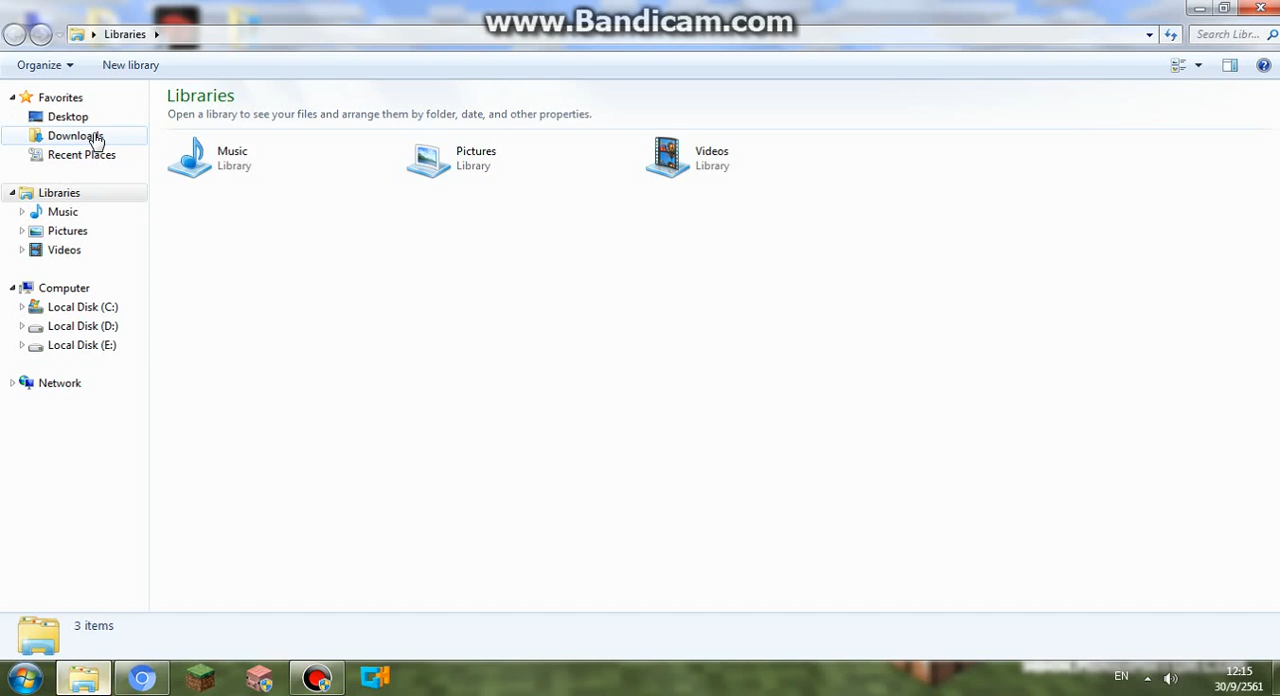 www.Bandicam.com
Libraries
Search Libr...
Organize
New library
Favorites
Desktop
Downloads
Recent Places
Libraries
Music
Pictures
Videos
Computer
Local Disk (C:)
Local Disk (D:)
Local Disk (E:)
Network
Libraries
Open a library to see your files and arrange them by folder, date, and other properties.
Music
Library
Pictures
Library
Videos
Library
3 items
EN
12:15
30/9/2561